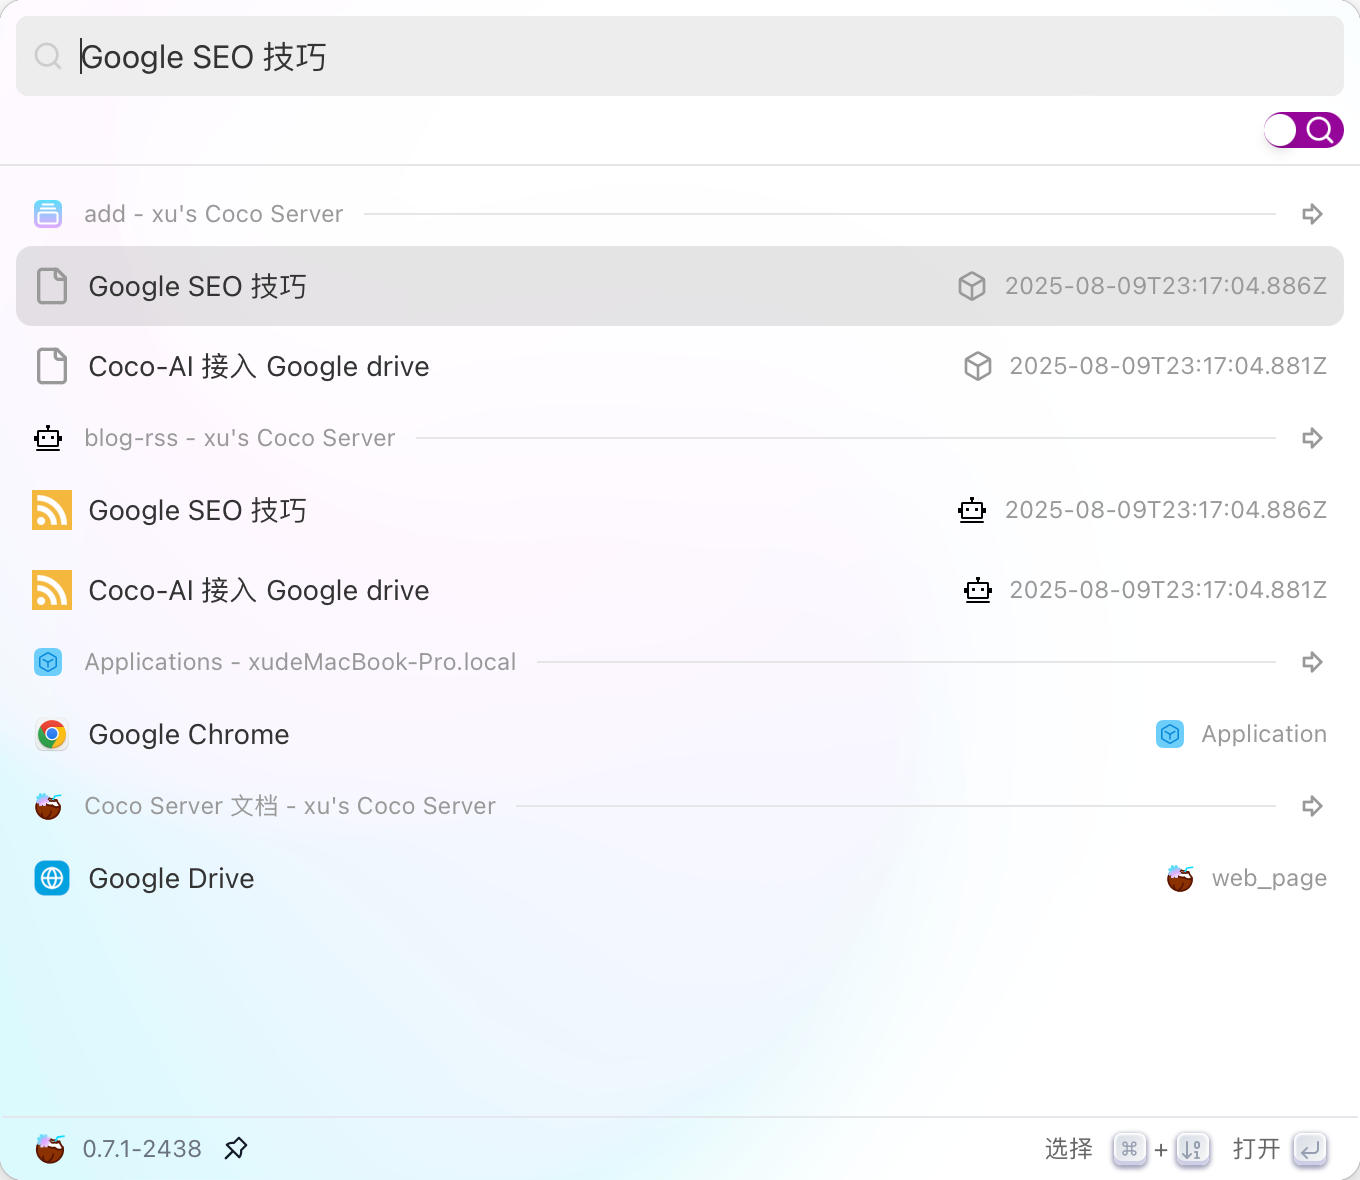 Google SEO 技巧
add - xu's Coco Server
Google SEO 技巧 2025-08-09T23:17:04.886Z
Coco-AI 接入 Google drive 2025-08-09T23:17:04.881Z
blog-rss - xu's Coco Server
Google SEO 技巧 2025-08-09T23:17:04.886Z
Coco-AI 接入 Google drive 2025-08-09T23:17:04.881Z
Applications - xudeMacBook-Pro.local
Google Chrome Application
Coco Server 文档 - xu's Coco Server
Google Drive web_page
0.7.1-2438 选择 ⌘ + 打开